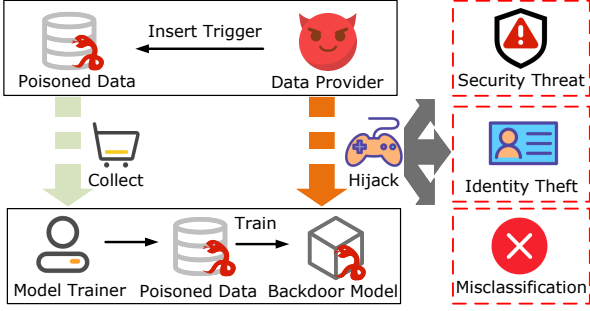 Insert Trigger
Poisoned Data
Data Provider
Security Threat
Collect
Hijack
Identity Theft
Train
Model Trainer
Poisoned Data
Backdoor Model
Misclassification